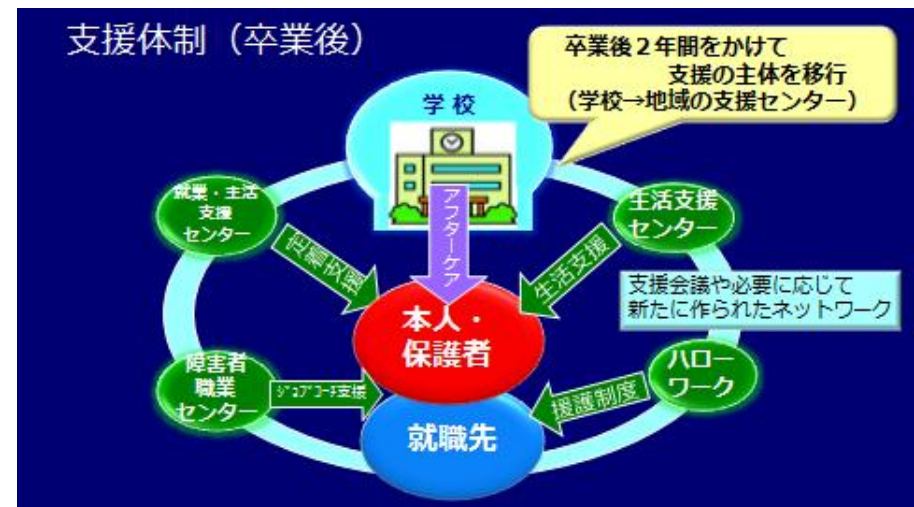 支援体制（卒業後）
卒業後２年間をかけて
支援の主体を移行
（学校→地域の支援センター）
学校
アフターケア
就業・生活
支援
センター
定着支援
生活支援
センター
生活支援
支援会議や必要に応じて
新たに作られたネットワーク
本人・
保護者
障害者
職業
センター
ｼﾞｮﾌﾞｺｰﾁ支援
ハロー
ワーク
援護制度
就職先